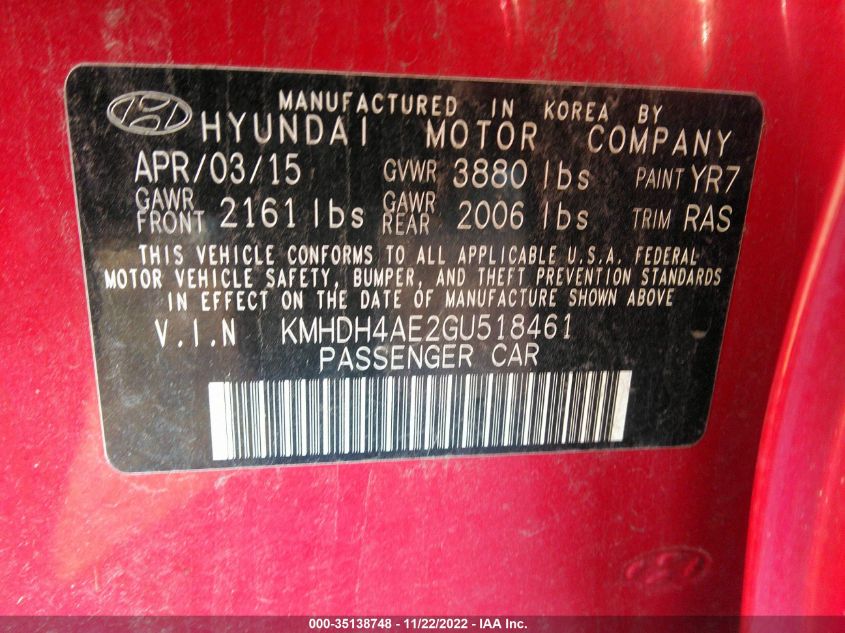 MANUFACTURED IN KOREA BY
HYUNDAI MOTOR COMPANY
APR/03/15 GVWR 3880 lbs PAINT YR7
GAWR FRONT 2161 lbs GAWR REAR 2006 lbs TRIM RAS
THIS VEHICLE CONFORMS TO ALL APPLICABLE U.S.A. FEDERAL
MOTOR VEHICLE SAFETY, BUMPER, AND THEFT PREVENTION STANDARDS
IN EFFECT ON THE DATE OF MANUFACTURE SHOWN ABOVE
V.I.N KMHDH4AE2GU518461
PASSENGER CAR
000-35138748 - 11/22/2022 - IAA Inc.